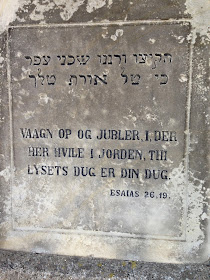 הקיצו ורננו שכני עפר
כי טל אורת טלך
VAAGN OP OG JUBLER, I, DER
HER HVILE I JORDEN, THI
LYSETS DUG ER DIN DUG.
ESAIAS 26,19.